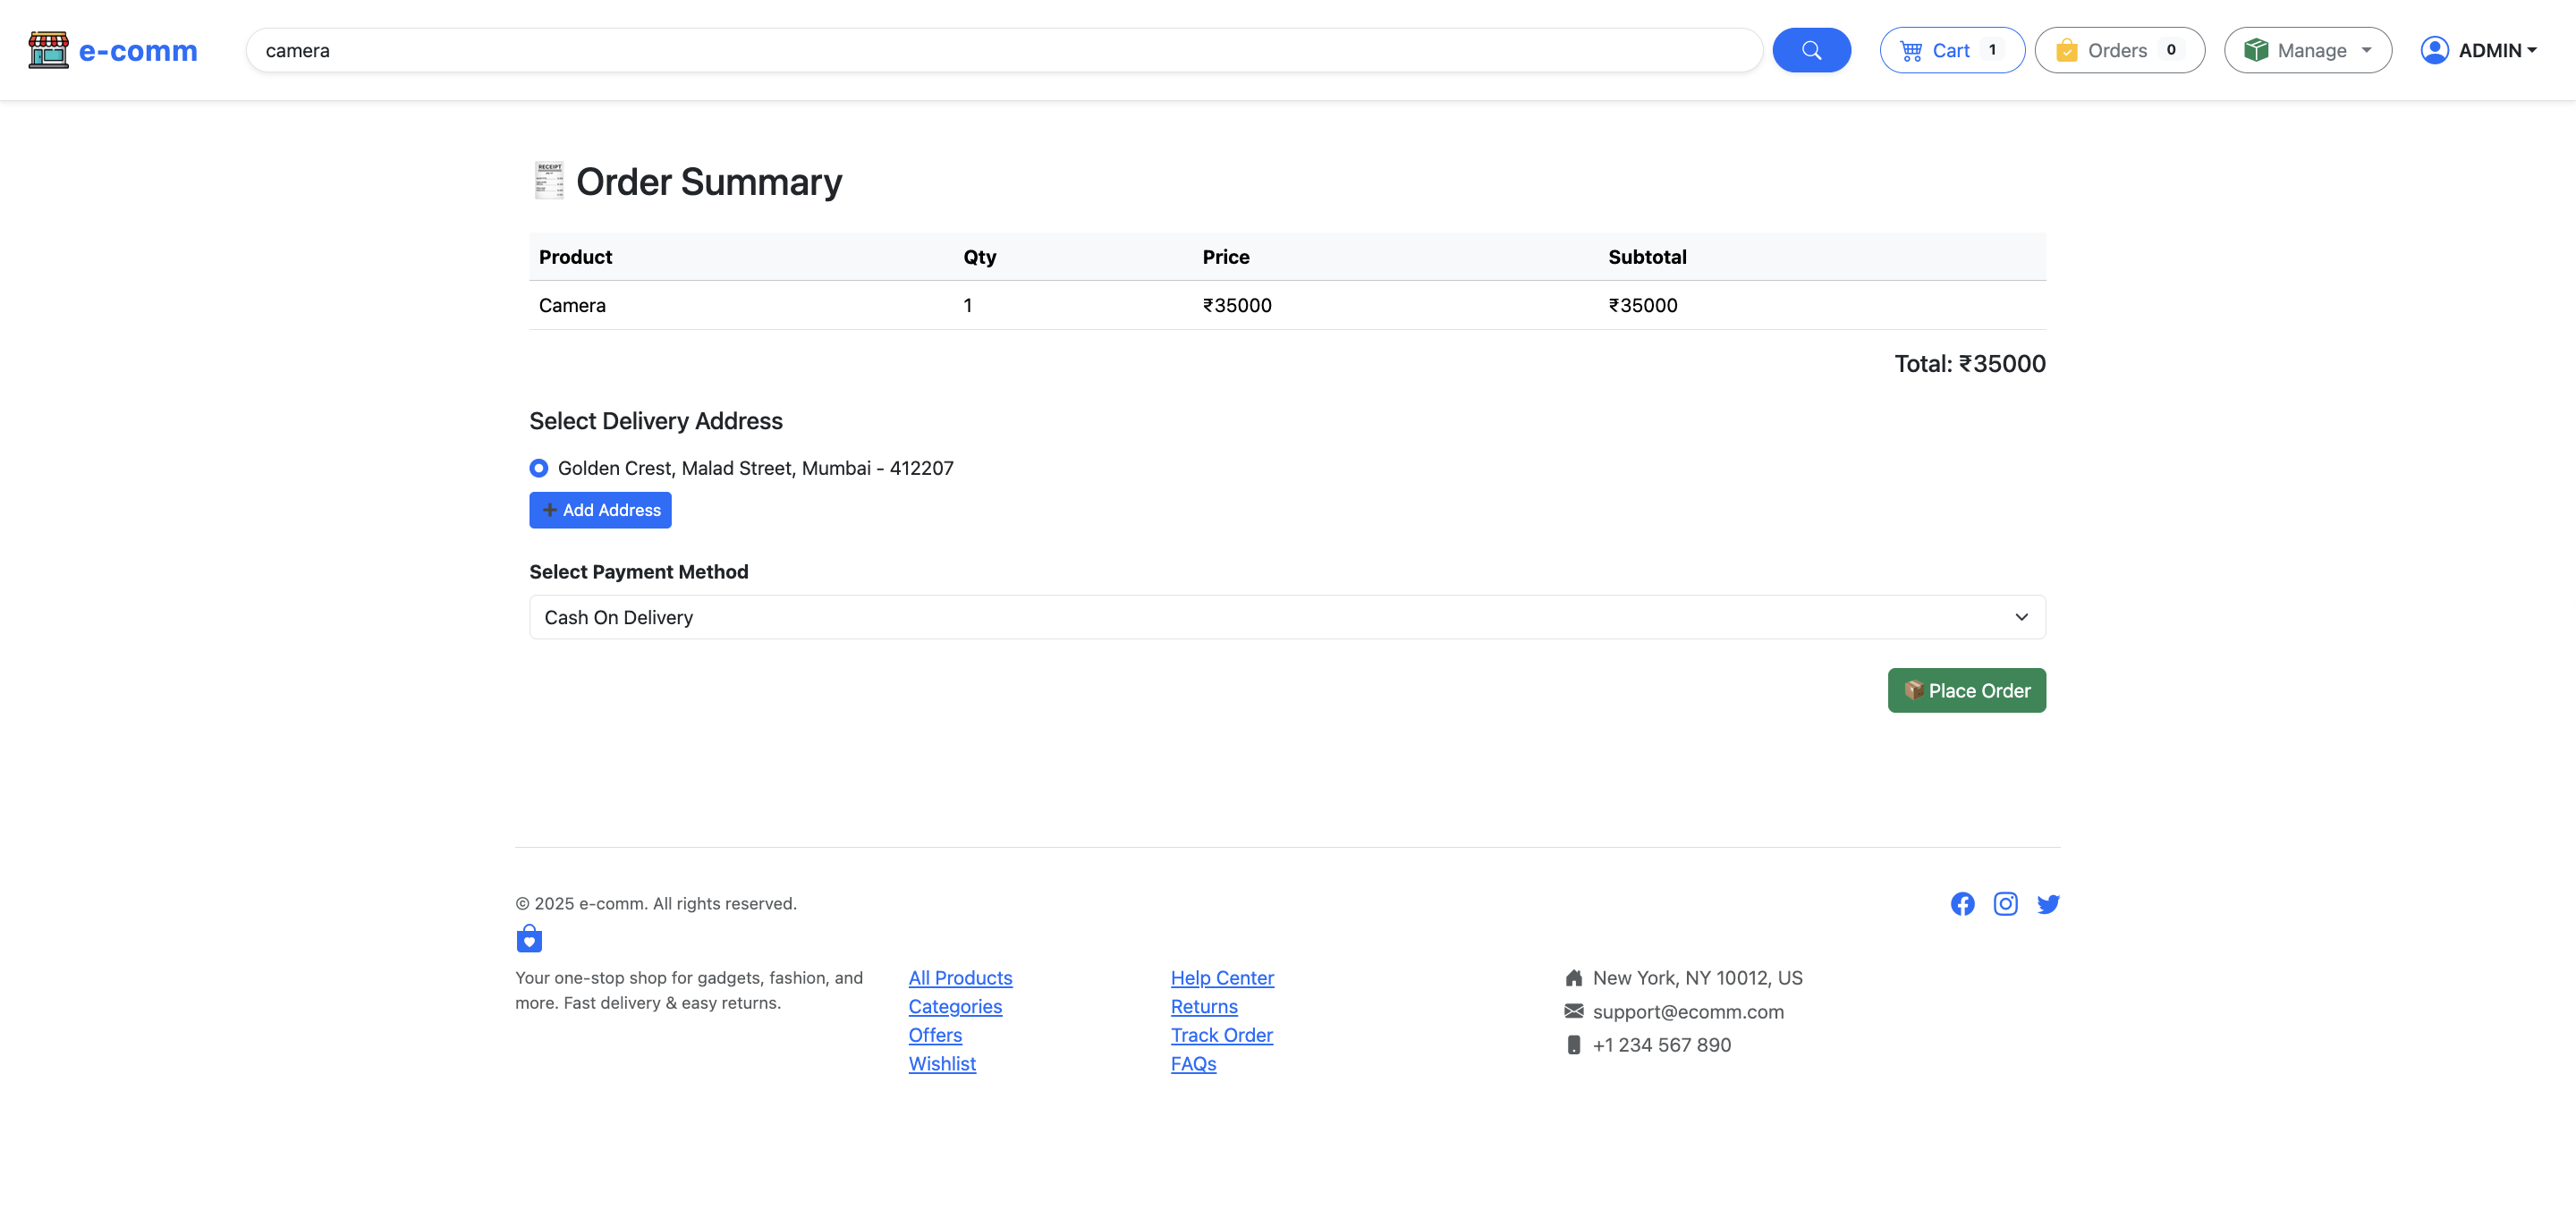 e-comm
camera
Cart 1
Orders 0
Manage
ADMIN
Order Summary
Product Qty Price Subtotal
Camera 1 ₹35000 ₹35000
Total: ₹35000
Select Delivery Address
Golden Crest, Malad Street, Mumbai - 412207
Add Address
Select Payment Method
Cash On Delivery
Place Order
© 2025 e-comm. All rights reserved.
Your one-stop shop for gadgets, fashion, and
more. Fast delivery & easy returns.
All Products
Categories
Offers
Wishlist
Help Center
Returns
Track Order
FAQs
New York, NY 10012, US
support@ecomm.com
+1 234 567 890